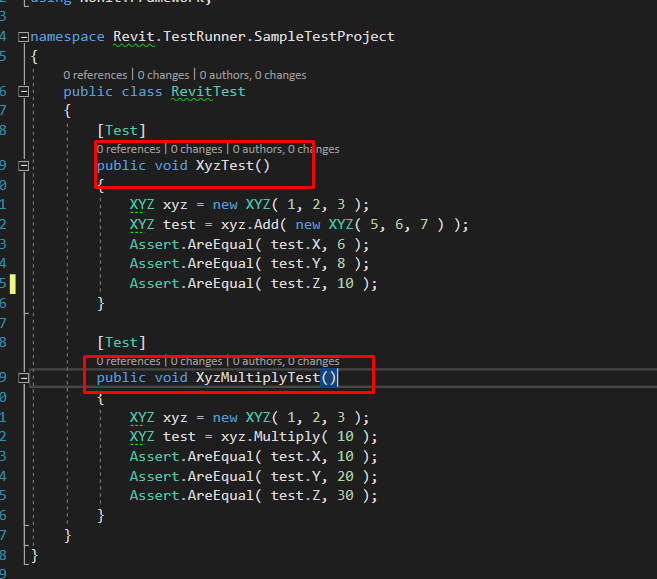 2 using NUnit.Framework;
3
4 namespace Revit.TestRunner.SampleTestProject
5 {
0 references | 0 changes | 0 authors, 0 changes
6 public class RevitTest
7 {
8 [Test]
0 references | 0 changes | 0 authors, 0 changes
9 public void XyzTest()
0 {
1 XYZ xyz = new XYZ( 1, 2, 3 );
2 XYZ test = xyz.Add( new XYZ( 5, 6, 7 ) );
3 Assert.AreEqual( test.X, 6 );
4 Assert.AreEqual( test.Y, 8 );
5 Assert.AreEqual( test.Z, 10 );
6 }
7
8 [Test]
0 references | 0 changes | 0 authors, 0 changes
9 public void XyzMultiplyTest()
0 {
1 XYZ xyz = new XYZ( 1, 2, 3 );
2 XYZ test = xyz.Multiply( 10 );
3 Assert.AreEqual( test.X, 10 );
4 Assert.AreEqual( test.Y, 20 );
5 Assert.AreEqual( test.Z, 30 );
6 }
7 }
8 }
9